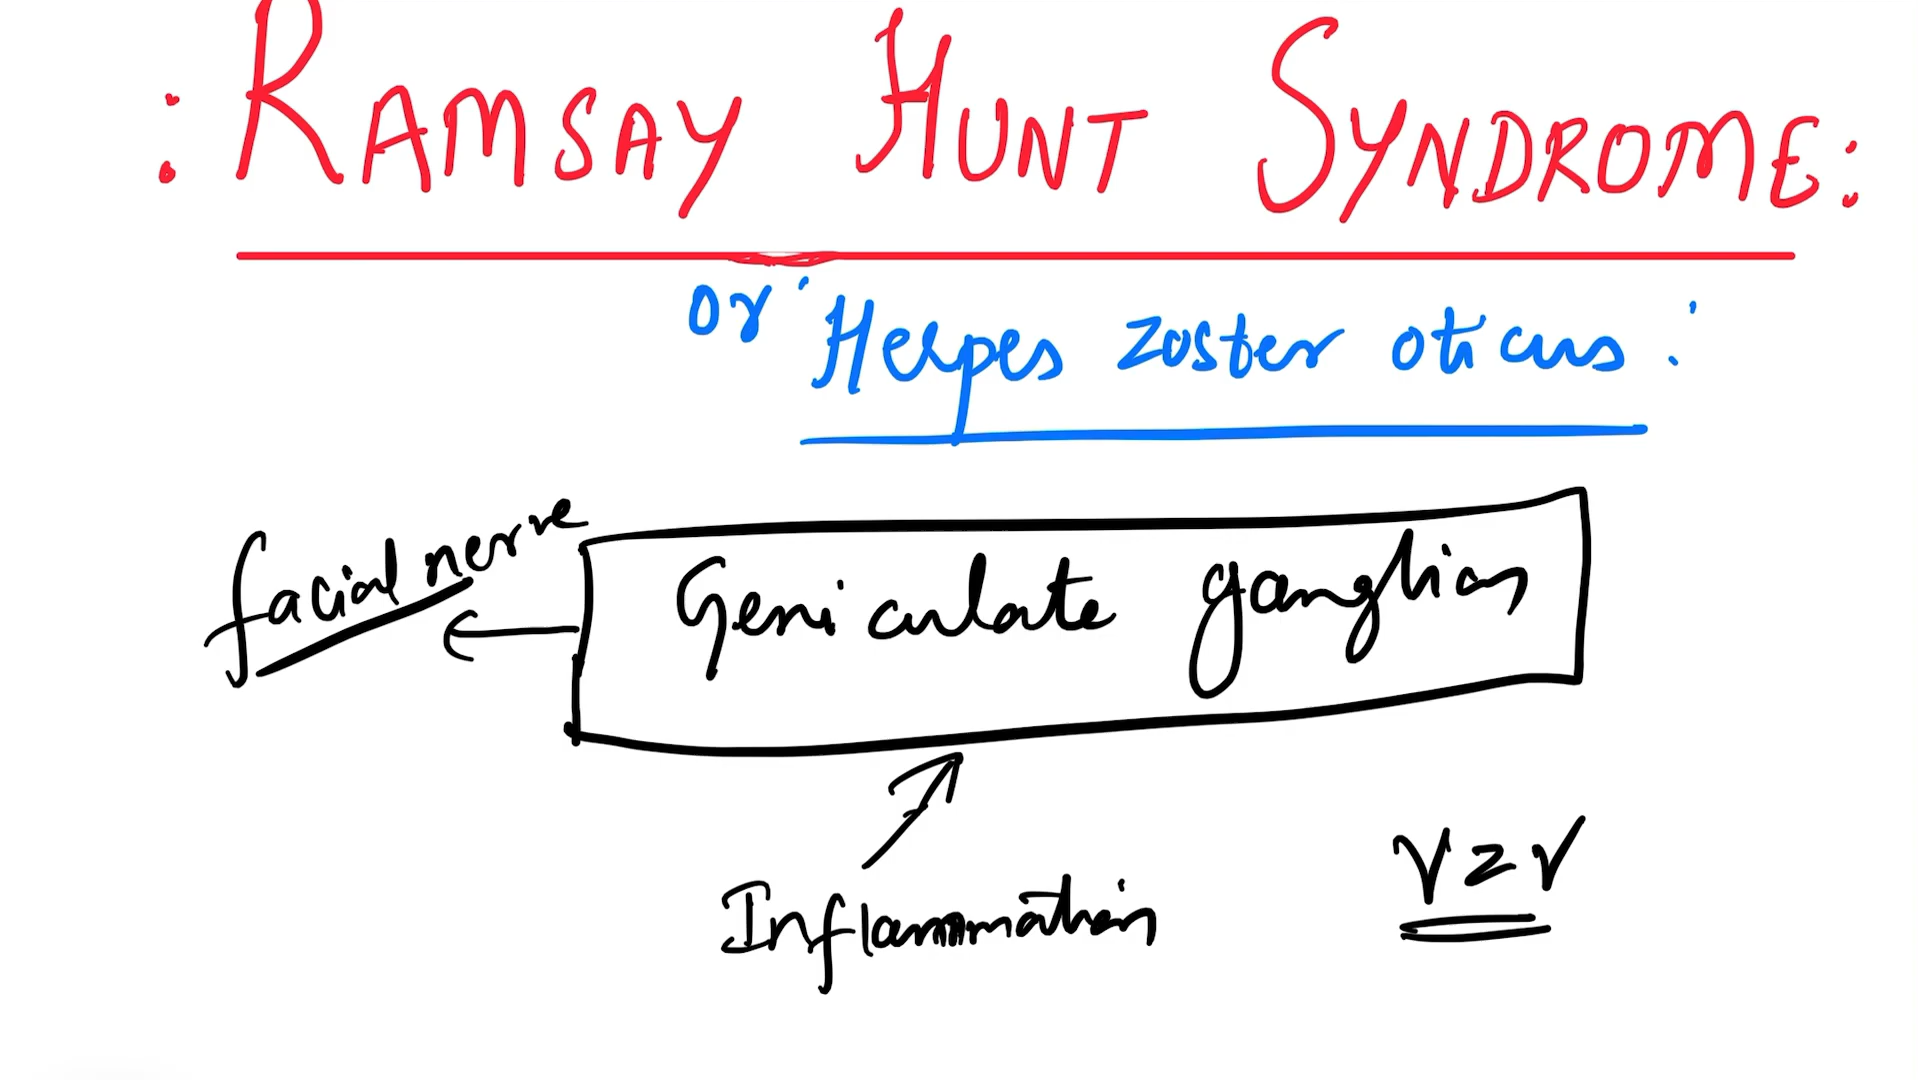 : RAMSAY HUNT SYNDROME:
or Herpes zoster oticus :
facial nerve
Geniculate ganglion
Inflammation
VZV